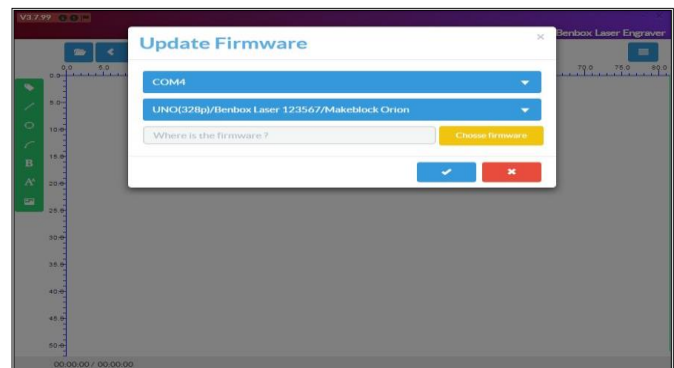 V3.7.99
Benbox Laser Engraver
Update Firmware
×
COM4
UNO(328p)/Benbox Laser 123567/Makeblock Orion
Where is the firmware ?
Choose firmware
0.0 5.0 70.0 75.0 80.0
0.0
5.0
10.0
15.0
20.0
25.0
30.0
35.0
40.0
45.0
50.0
B
A
00:00:00 / 00:00:00